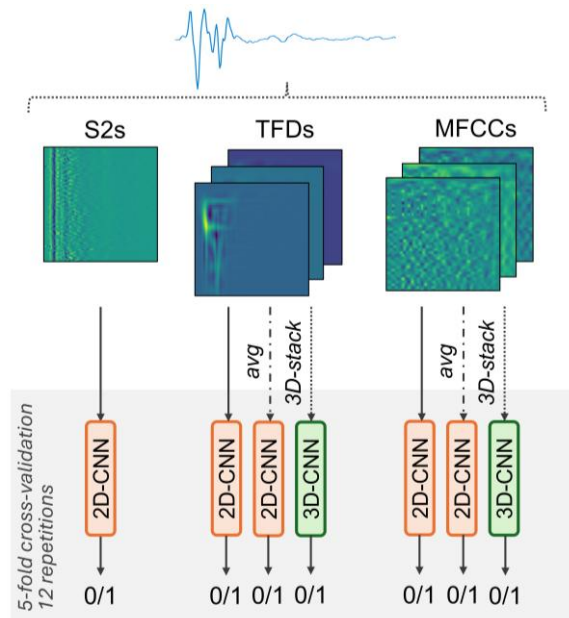 S2s
TFDs
MFCCs
avg
3D-stack
avg
3D-stack
5-fold cross-validation
12 repetitions
2D-CNN
2D-CNN
2D-CNN
3D-CNN
2D-CNN
2D-CNN
3D-CNN
0/1
0/1
0/1
0/1
0/1
0/1
0/1